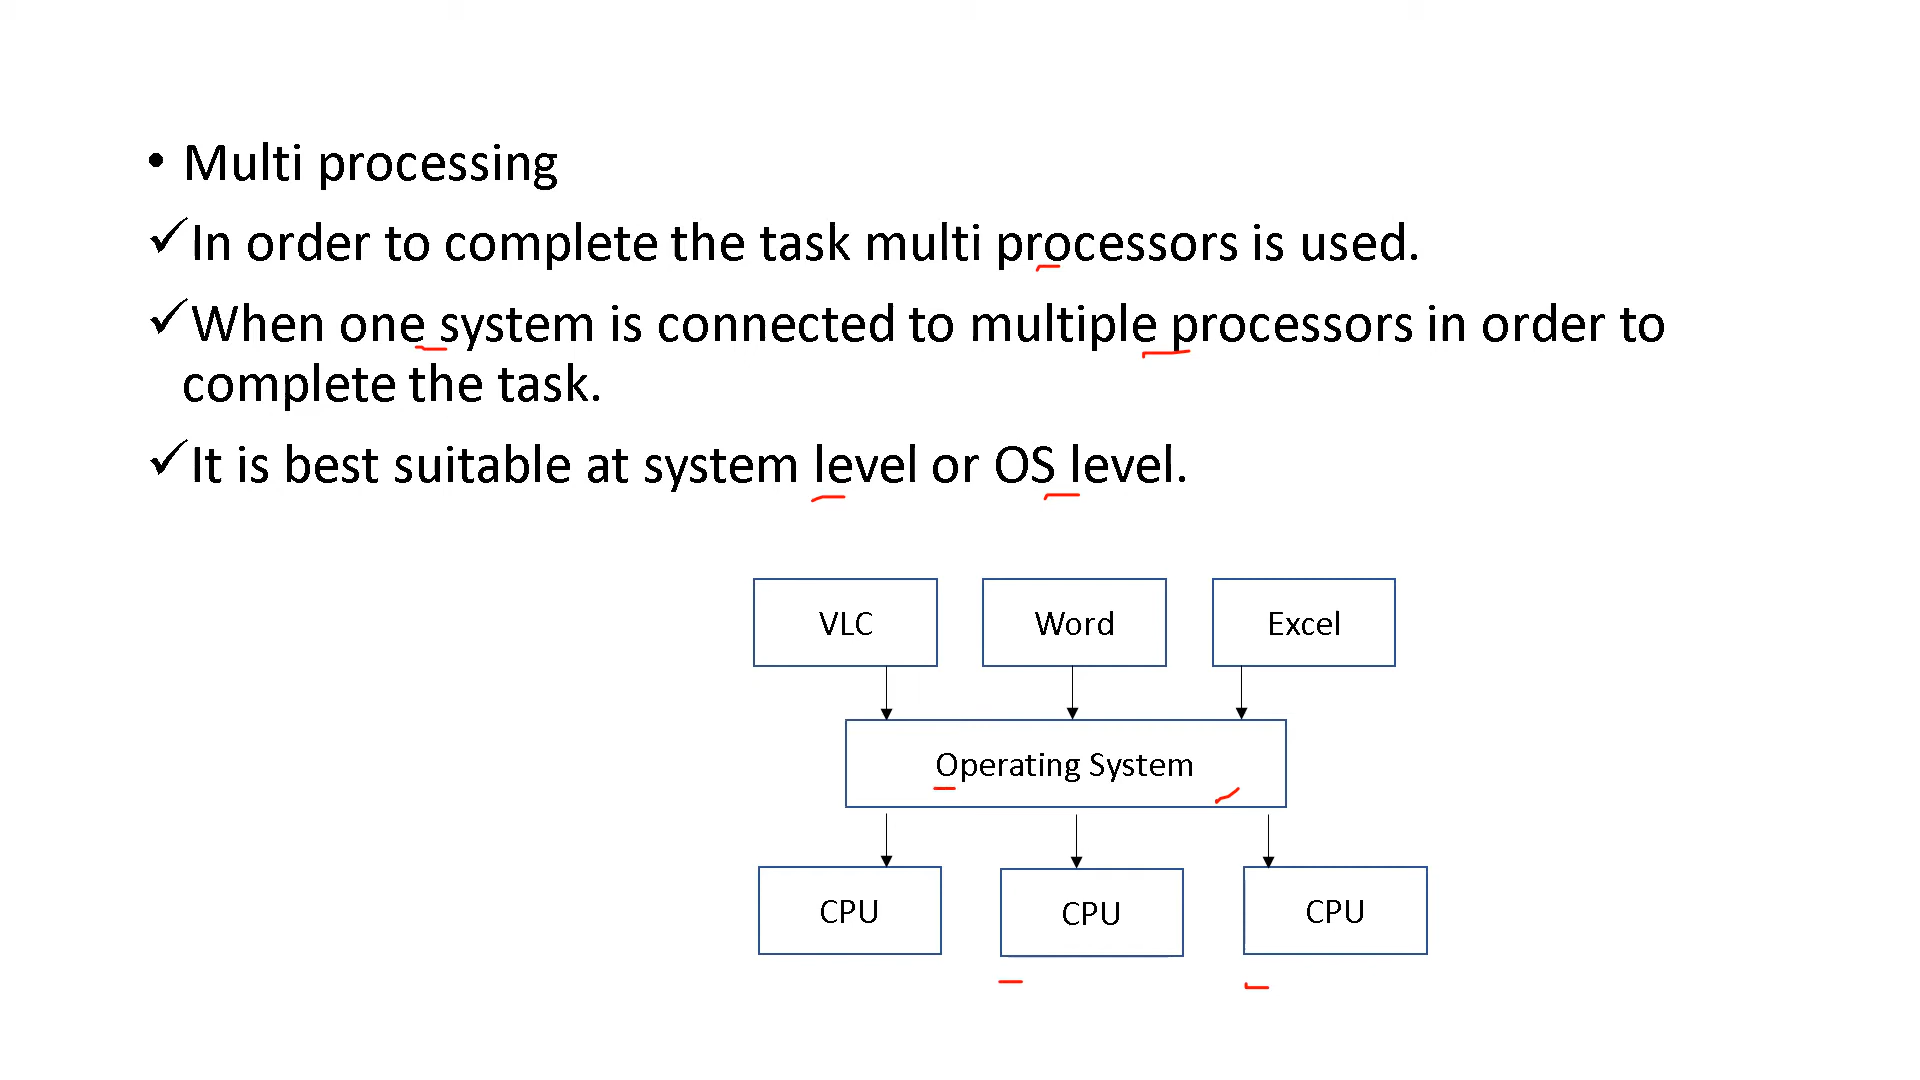 • Multi processing
✓In order to complete the task multi processors is used.
✓When one system is connected to multiple processors in order to
complete the task.
✓It is best suitable at system level or OS level.
VLC Word Excel
Operating System
CPU CPU CPU